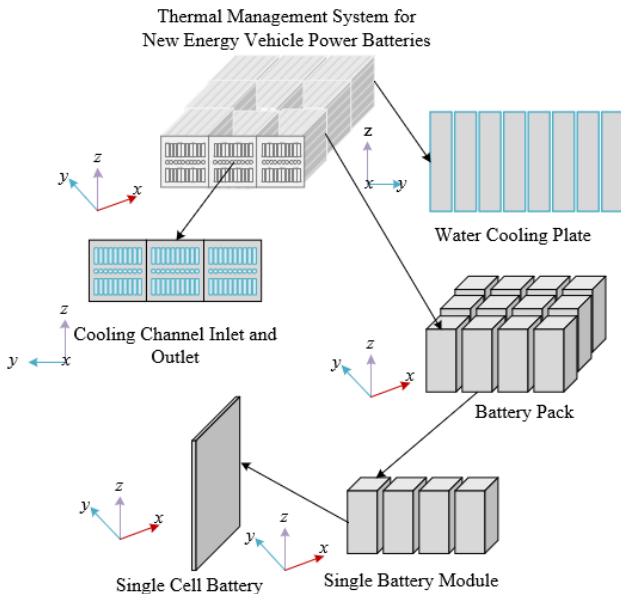 Thermal Management System for
New Energy Vehicle Power Batteries
z
y
x
z
x
y
Water Cooling Plate
Cooling Channel Inlet and
Outlet
z
y
x
z
y
x
Battery Pack
z
y
x
z
y
x
Single Cell Battery
Single Battery Module